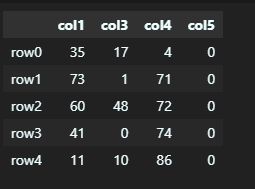 col1 col3 col4 col5
row0 35 17 4 0
row1 73 1 71 0
row2 60 48 72 0
row3 41 0 74 0
row4 11 10 86 0